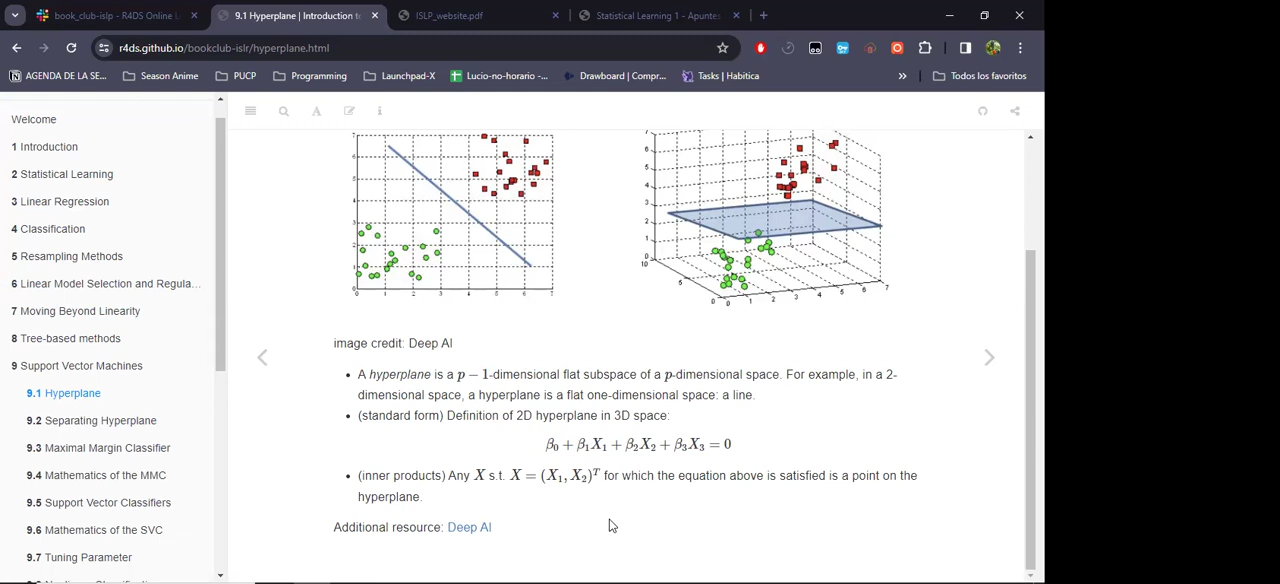 book_club-islp - R4DS Online L
9.1 Hyperplane | Introduction to
ISLP_website.pdf
Statistical Learning 1 - Apuntes
r4ds.github.io/bookclub-islr/hyperplane.html
AGENDA DE LA SE...
Season Anime
PUCP
Programming
Launchpad-X
Lucio-no-horario -...
Drawboard | Compr...
Tasks | Habitica
»
Todos los favoritos
Welcome
1 Introduction
2 Statistical Learning
3 Linear Regression
4 Classification
5 Resampling Methods
6 Linear Model Selection and Regula...
7 Moving Beyond Linearity
8 Tree-based methods
9 Support Vector Machines
9.1 Hyperplane
9.2 Separating Hyperplane
9.3 Maximal Margin Classifier
9.4 Mathematics of the MMC
9.5 Support Vector Classifiers
9.6 Mathematics of the SVC
9.7 Tuning Parameter
image credit: Deep AI
• A hyperplane is a p − 1-dimensional flat subspace of a p-dimensional space. For example, in a 2-
dimensional space, a hyperplane is a flat one-dimensional space: a line.
• (standard form) Definition of 2D hyperplane in 3D space:
β₀ + β₁X₁ + β₂X₂ + β₃X₃ = 0
• (inner products) Any X s.t. X = (X₁, X₂)ᵀ for which the equation above is satisfied is a point on the
hyperplane.
Additional resource: Deep AI